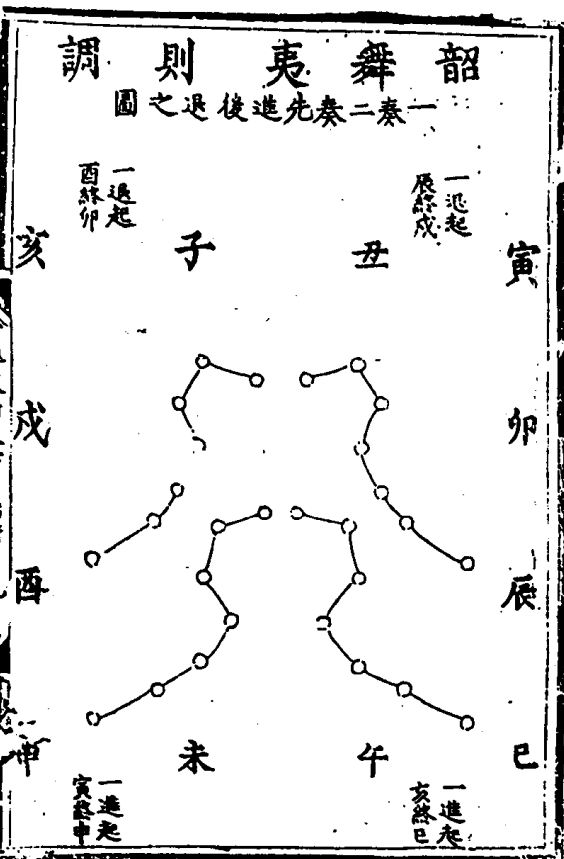 韶舞夷則調
一奏二奏先進後退之圖
一退起
辰終戌
一退起
酉終卯
寅
丑
子
亥
卯
戌
辰
酉
巳
午
未
申
一進起
亥終巳
一進起
寅終申